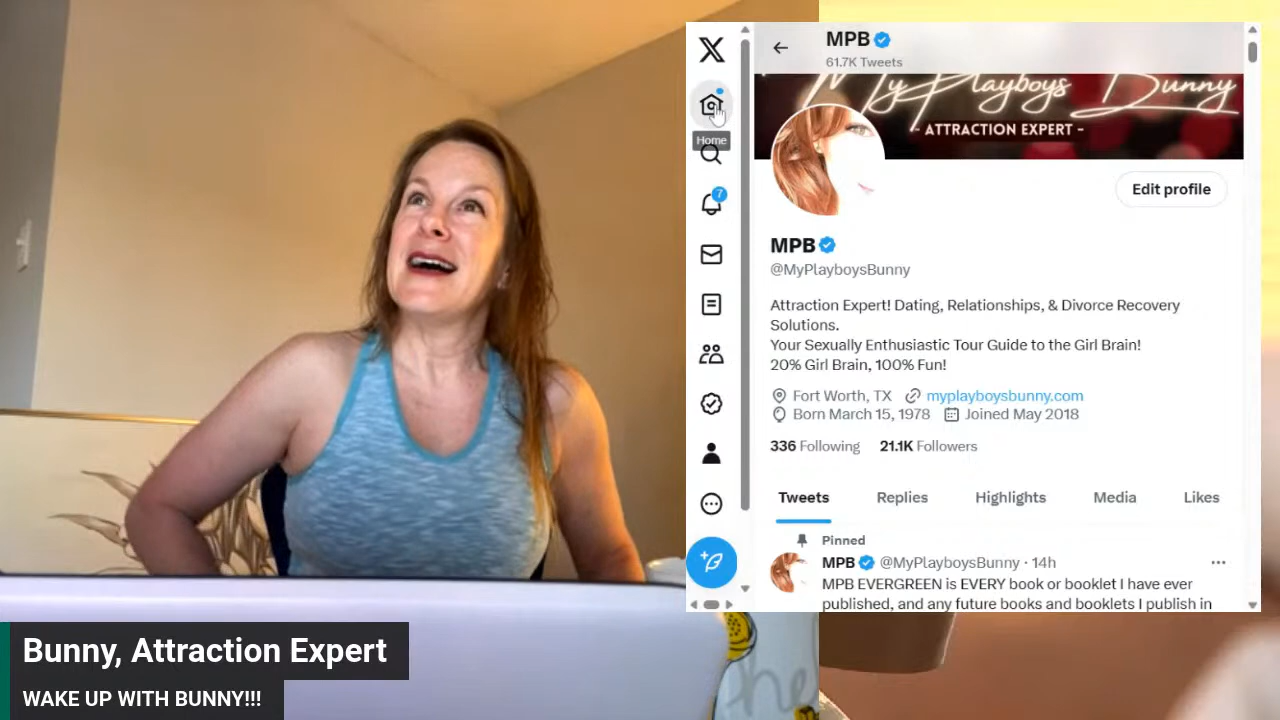 MPB
61.7K Tweets
MyPlayboys Bunny
- ATTRACTION EXPERT -
Home
7
Edit profile
MPB
@MyPlayboysBunny
Attraction Expert! Dating, Relationships, & Divorce Recovery
Solutions.
Your Sexually Enthusiastic Tour Guide to the Girl Brain!
20% Girl Brain, 100% Fun!
Fort Worth, TX myplayboysbunny.com
Born March 15, 1978 Joined May 2018
336 Following 21.1K Followers
Tweets Replies Highlights Media Likes
Pinned
MPB @MyPlayboysBunny · 14h
MPB EVERGREEN is EVERY book or booklet I have ever
published, and any future books and booklets I publish in
Bunny, Attraction Expert
WAKE UP WITH BUNNY!!!